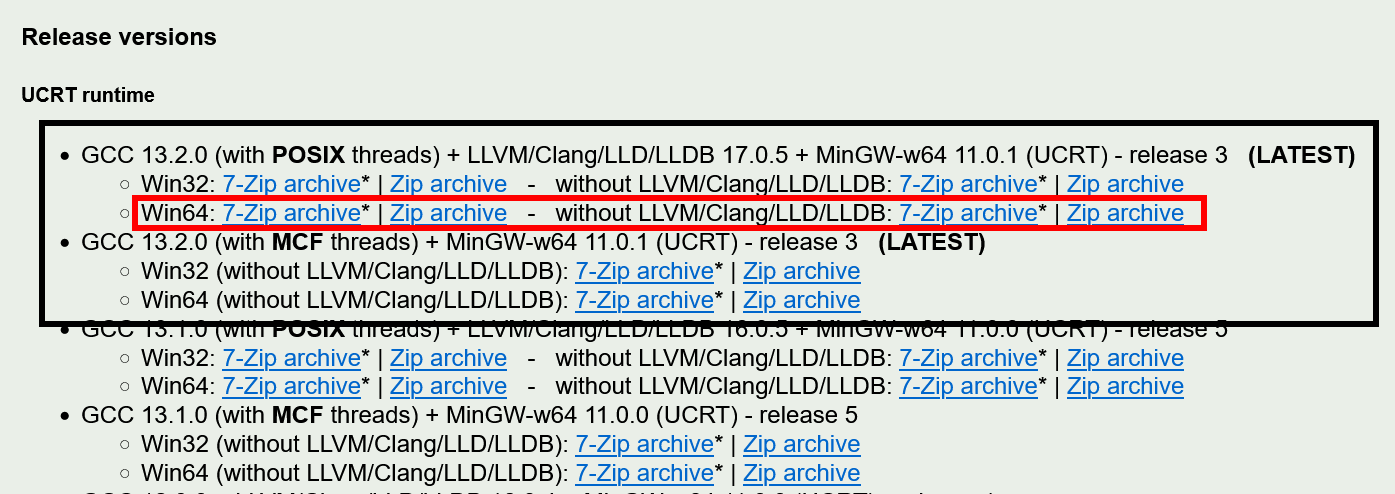 Release versions
UCRT runtime
GCC 13.2.0 (with POSIX threads) + LLVM/Clang/LLD/LLDB 17.0.5 + MinGW-w64 11.0.1 (UCRT) - release 3 (LATEST)
Win32: 7-Zip archive* | Zip archive - without LLVM/Clang/LLD/LLDB: 7-Zip archive* | Zip archive
Win64: 7-Zip archive* | Zip archive - without LLVM/Clang/LLD/LLDB: 7-Zip archive* | Zip archive
GCC 13.2.0 (with MCF threads) + MinGW-w64 11.0.1 (UCRT) - release 3 (LATEST)
Win32 (without LLVM/Clang/LLD/LLDB): 7-Zip archive* | Zip archive
Win64 (without LLVM/Clang/LLD/LLDB): 7-Zip archive* | Zip archive
GCC 13.1.0 (with POSIX threads) + LLVM/Clang/LLD/LLDB 16.0.5 + MinGW-w64 11.0.0 (UCRT) - release 5
Win32: 7-Zip archive* | Zip archive - without LLVM/Clang/LLD/LLDB: 7-Zip archive* | Zip archive
Win64: 7-Zip archive* | Zip archive - without LLVM/Clang/LLD/LLDB: 7-Zip archive* | Zip archive
GCC 13.1.0 (with MCF threads) + MinGW-w64 11.0.0 (UCRT) - release 5
Win32 (without LLVM/Clang/LLD/LLDB): 7-Zip archive* | Zip archive
Win64 (without LLVM/Clang/LLD/LLDB): 7-Zip archive* | Zip archive